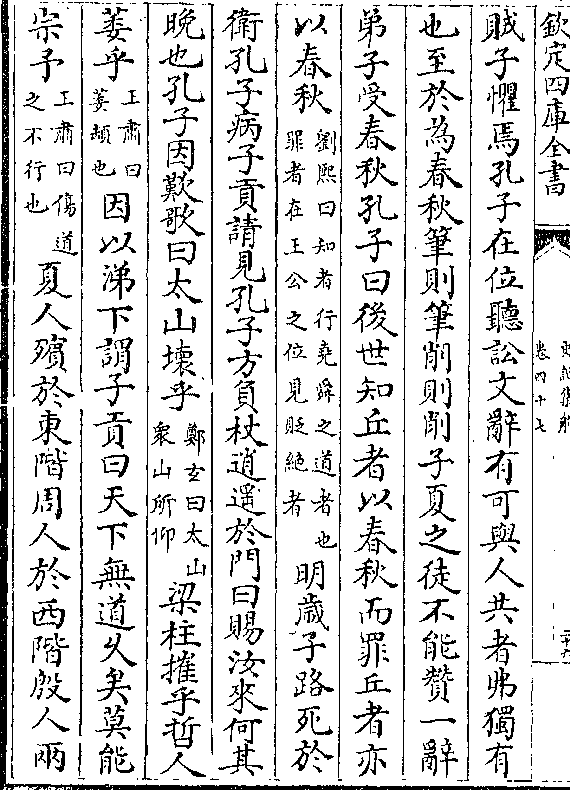 欽定四庫全書
史記集解
卷四十七
賊子懼焉孔子在位聽訟文辭有可與人共者弗獨有
也至於為春秋筆則筆削則削子夏之徒不能贊一辭
弟子受春秋孔子曰後世知丘者以春秋而罪丘者亦
以春秋劉熙曰知者行堯舜之道者也罪者在王公之位見貶絕者明歳子路死於
衛孔子病子貢請見孔子方負杖逍遥於門曰賜汝來何其
晚也孔子因歎歌曰太山壊乎鄭玄曰太山衆山所仰梁柱摧乎哲人
萎乎王肅曰萎頽也因以涕下謂子貢曰天下無道乆矣莫能
宗予王肅曰傷道之不行也夏人殯於東階周人於西階殷人兩